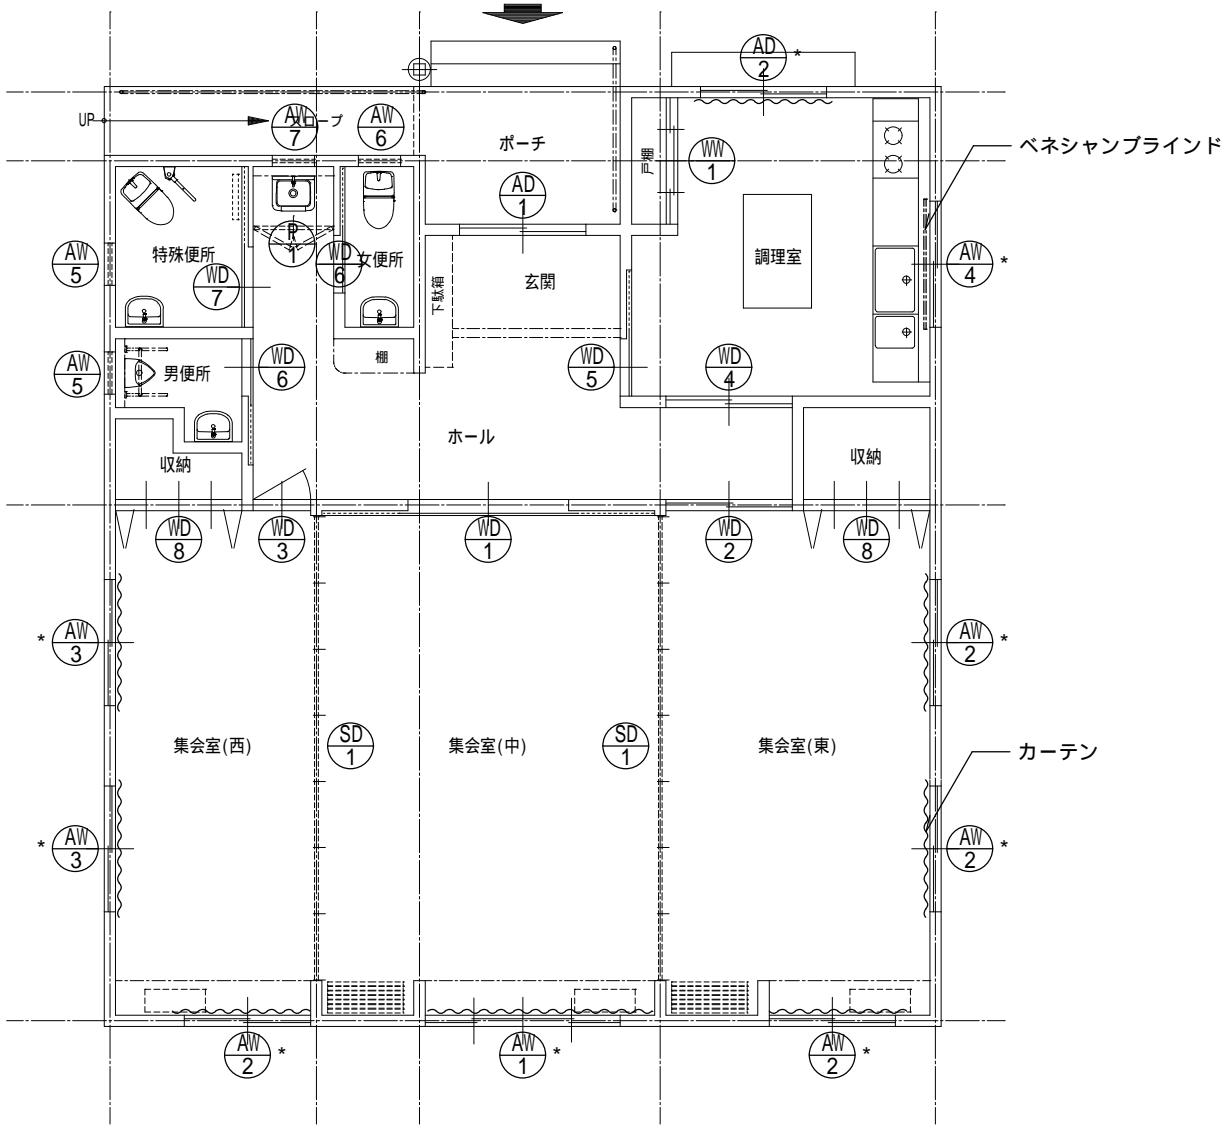 AD
2
*
UP
AW
7
スロープ
AW
6
ポーチ
戸棚
WW
1
ベネシャンブラインド
AD
1
特殊便所
P
1
女便所
WD
6
WD
7
AW
5
下駄箱
玄関
調理室
AW
4
*
AW
5
男便所
WD
6
棚
WD
5
WD
4
ホール
収納
収納
WD
8
WD
3
WD
1
WD
2
WD
8
*
AW
3
AW
2
*
集会室(西)
SD
1
集会室(中)
SD
1
集会室(東)
カーテン
*
AW
3
AW
2
*
AW
2
*
AW
1
*
AW
2
*